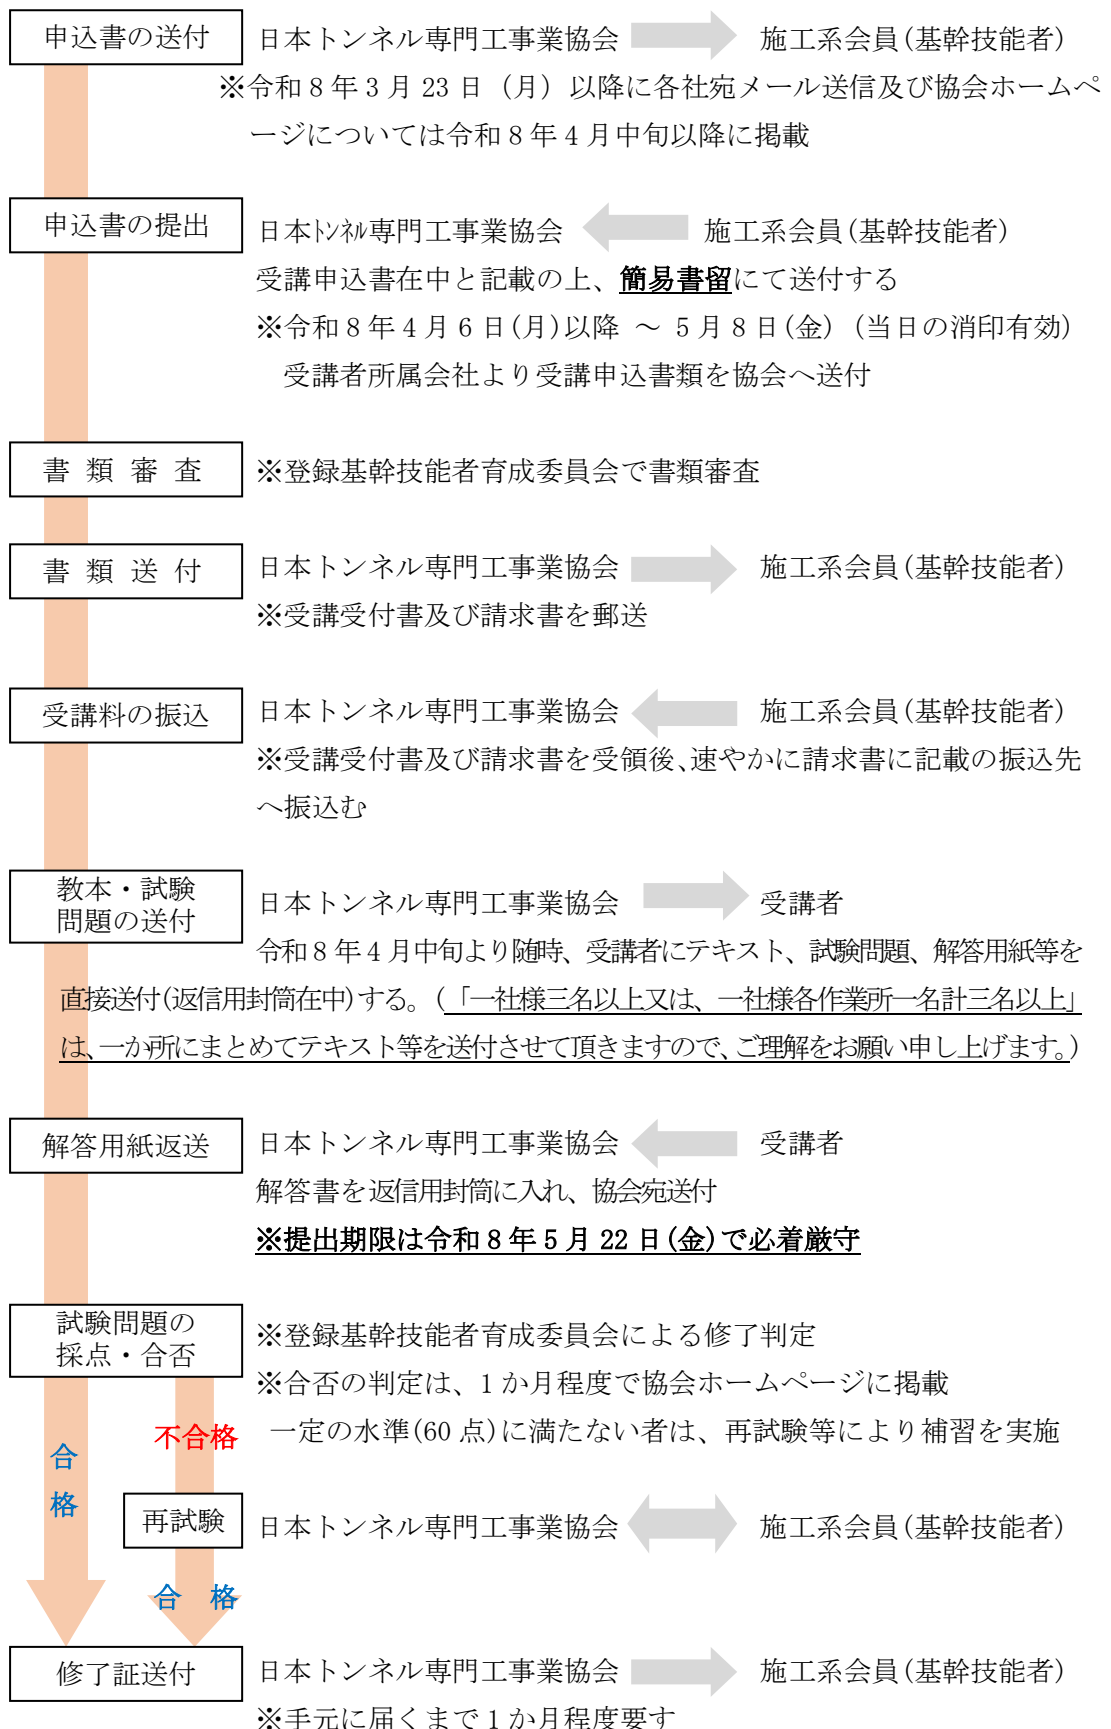 申込書の送付 日本トンネル専門工事業協会 施工系会員(基幹技能者)
※令和8年3月23日（月）以降に各社宛メール送信及び協会ホームペ
ージについては令和8年4月中旬以降に掲載
申込書の提出 日本ﾄﾝﾈﾙ専門工事業協会 施工系会員(基幹技能者)
受講申込書在中と記載の上、簡易書留にて送付する
※令和8年4月6日(月)以降 ～ 5月8日(金)（当日の消印有効）
受講者所属会社より受講申込書類を協会へ送付
書 類 審 査 ※登録基幹技能者育成委員会で書類審査
書 類 送 付 日本トンネル専門工事業協会 施工系会員(基幹技能者)
※受講受付書及び請求書を郵送
受講料の振込 日本トンネル専門工事業協会 施工系会員(基幹技能者)
※受講受付書及び請求書を受領後、速やかに請求書に記載の振込先
へ振込む
教本・試験
問題の送付 日本トンネル専門工事業協会 受講者
令和8年4月中旬より随時、受講者にテキスト、試験問題、解答用紙等を
直接送付(返信用封筒在中)する。(「一社様三名以上又は、一社様各作業所一名計三名以上」
は、一か所にまとめてテキスト等を送付させて頂きますので、ご理解をお願い申し上げます。)
解答用紙返送 日本トンネル専門工事業協会 受講者
解答書を返信用封筒に入れ、協会宛送付
※提出期限は令和8年5月22日(金)で必着厳守
試験問題の
採点・合否 ※登録基幹技能者育成委員会による修了判定
※合否の判定は、1か月程度で協会ホームページに掲載
不合格 一定の水準(60点)に満たない者は、再試験等により補習を実施
合
格
再試験 日本トンネル専門工事業協会 施工系会員(基幹技能者)
合 格
修了証送付 日本トンネル専門工事業協会 施工系会員(基幹技能者)
※手元に届くまで1か月程度要す